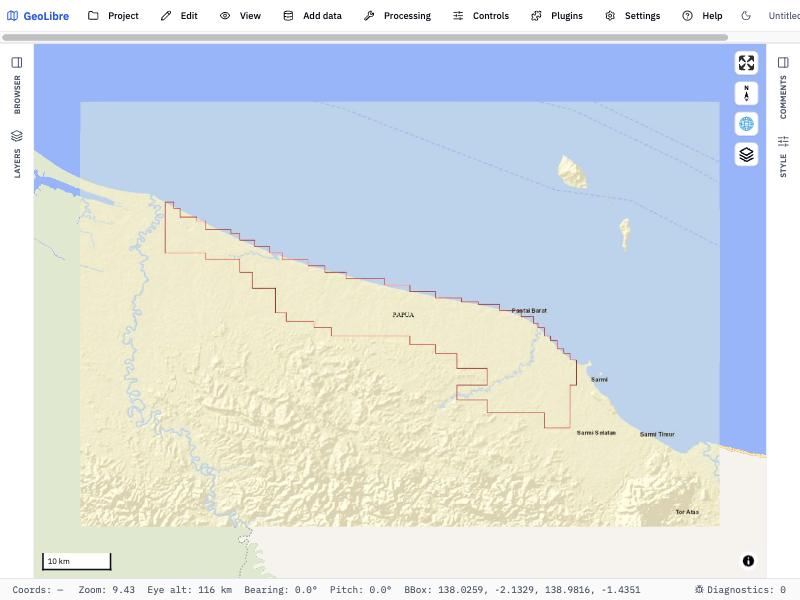 GeoLibre
Project
Edit
View
Add data
Processing
Controls
Plugins
Settings
Help
Untitled
BROWSER
LAYERS
COMMENTS
STYLE
N
PAPUA
Pantai Barat
Sarmi
Sarmi Selatan
Sarmi Timur
Tor Atas
10 km
Coords: —
Zoom: 9.43
Eye alt: 116 km
Bearing: 0.0°
Pitch: 0.0°
BBox: 138.0259, -2.1329, 138.9816, -1.4351
Diagnostics: 0